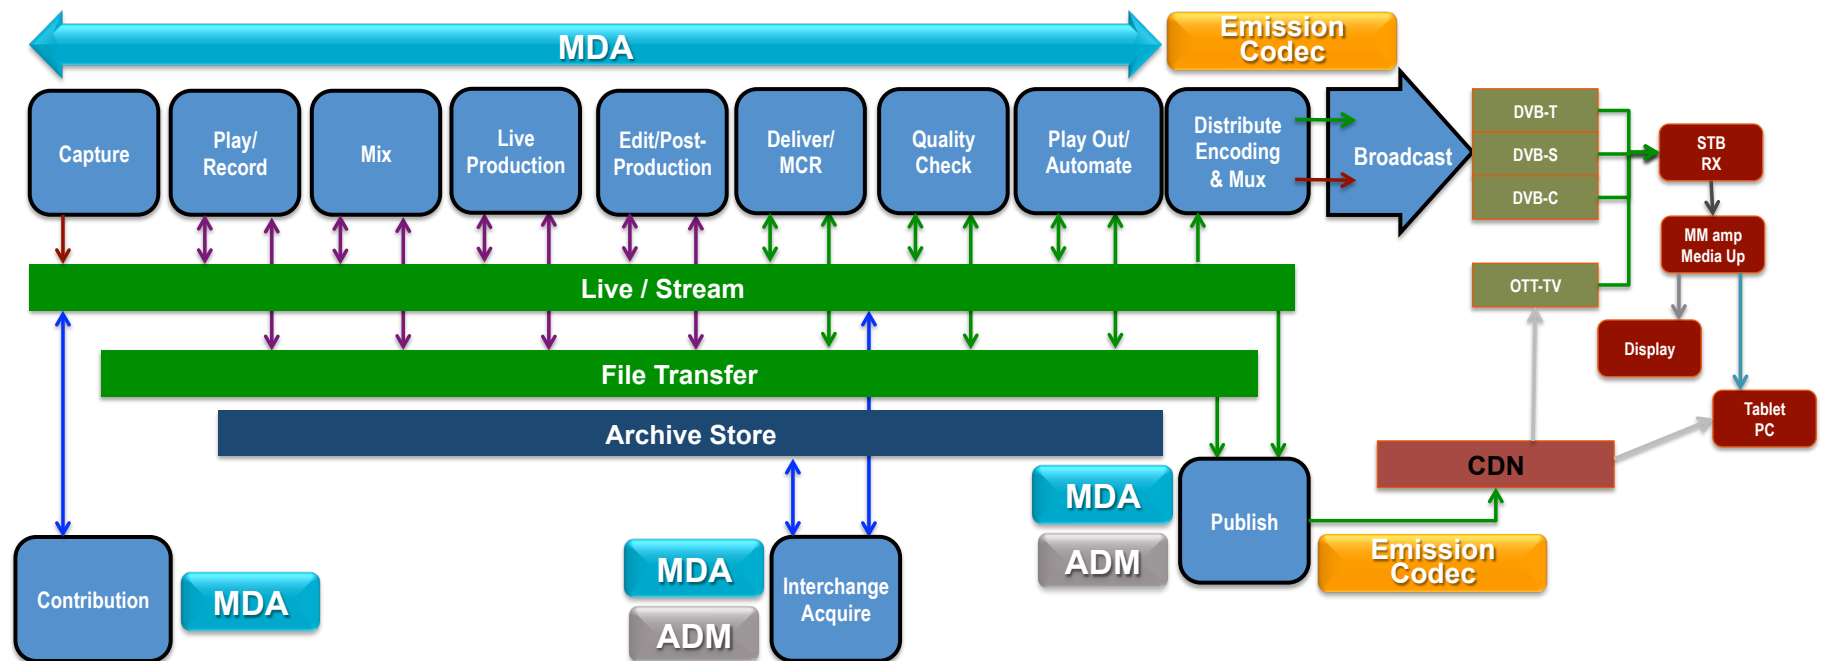 MDA
Emission
Codec
Capture
Play/
Record
Mix
Live
Production
Edit/Post-
Production
Deliver/
MCR
Quality
Check
Play Out/
Automate
Distribute
Encoding
& Mux
Broadcast
DVB-T
DVB-S
DVB-C
STB
RX
MM amp
Media Up
OTT-TV
Display
Tablet
PC
Live / Stream
File Transfer
Archive Store
CDN
MDA
ADM
Publish
Emission
Codec
MDA
ADM
Interchange
Acquire
Contribution
MDA